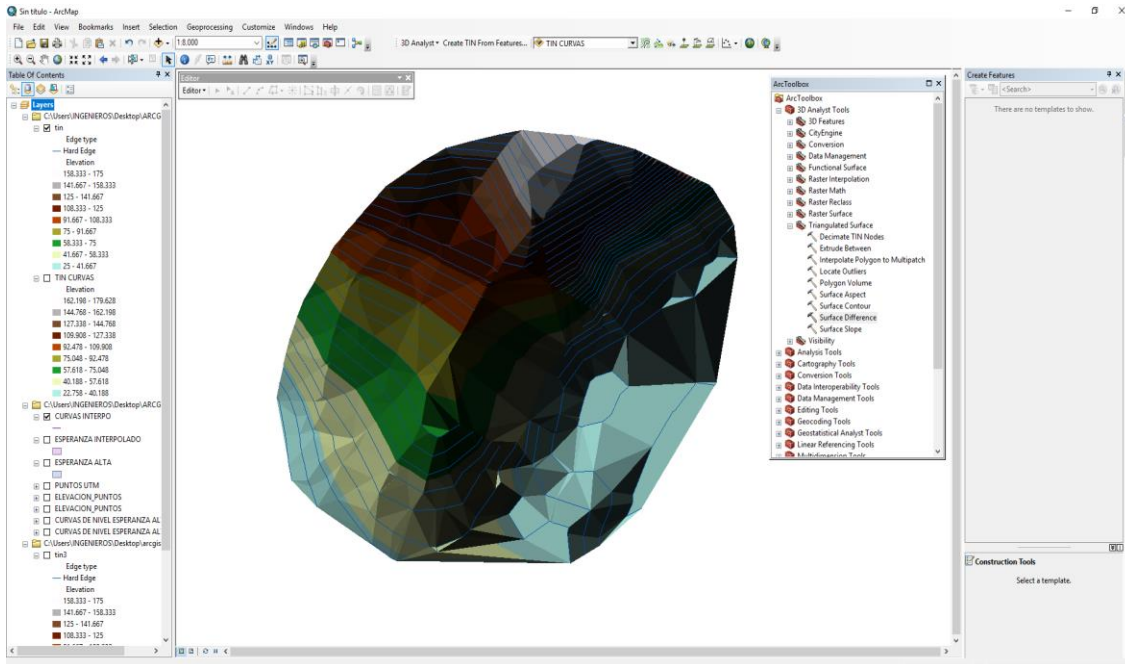 Sin título - ArcMap
File Edit View Bookmarks Insert Selection Geoprocessing Customize Windows Help
1:8.000
3D Analyst Create TIN From Features... TIN CURVAS
Table Of Contents
Layers
C:\Users\INGENIEROS\Desktop\ARCG
tin
Edge type
Hard Edge
Elevation
158.333 - 175
141.667 - 158.333
125 - 141.667
108.333 - 125
91.667 - 108.333
75 - 91.667
58.333 - 75
41.667 - 58.333
25 - 41.667
TIN CURVAS
Elevation
162.198 - 179.628
144.768 - 162.198
127.338 - 144.768
109.908 - 127.338
92.478 - 109.908
75.048 - 92.478
57.618 - 75.048
40.188 - 57.618
22.758 - 40.188
C:\Users\INGENIEROS\Desktop\ARCG
CURVAS INTERPO
ESPERANZA INTERPOLADO
ESPERANZA ALTA
PUNTOS UTM
ELEVACION_PUNTOS
ELEVACION_PUNTOS
CURVAS DE NIVEL ESPERANZA AL
CURVAS DE NIVEL ESPERANZA AL
C:\Users\INGENIEROS\Desktop\arcgis
tin3
Edge type
Hard Edge
Elevation
158.333 - 175
141.667 - 158.333
125 - 141.667
108.333 - 125
Editor
Editor
ArcToolbox
ArcToolbox
3D Analyst Tools
3D Features
CityEngine
Conversion
Data Management
Functional Surface
Raster Interpolation
Raster Math
Raster Reclass
Raster Surface
Triangulated Surface
Decimate TIN Nodes
Extrude Between
Interpolate Polygon to Multipatch
Locate Outliers
Polygon Volume
Surface Aspect
Surface Contour
Surface Difference
Surface Slope
Visibility
Analysis Tools
Cartography Tools
Conversion Tools
Data Interoperability Tools
Data Management Tools
Editing Tools
Geocoding Tools
Geostatistical Analyst Tools
Linear Referencing Tools
Multidimension Tools
Create Features
<Search>
There are no templates to show.
Construction Tools
Select a template.